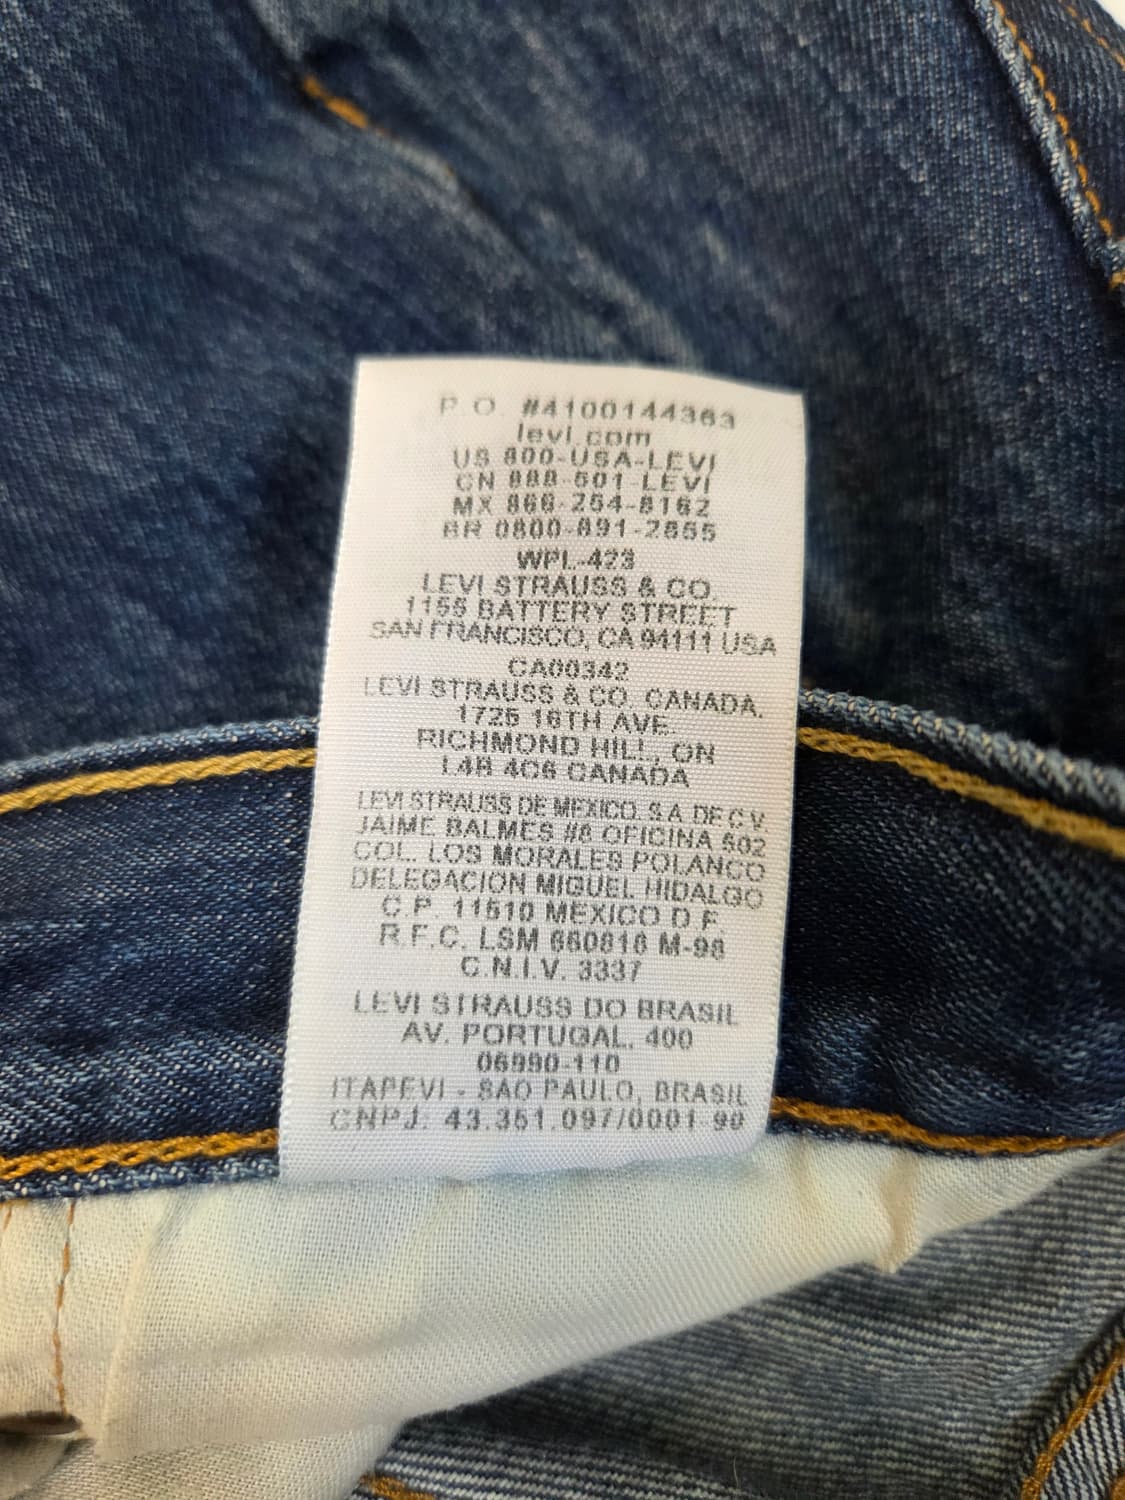 P.O. #4100144363
levi.com
US 800-USA-LEVI
CN 888-501-LEVI
MX 866-254-8162
BR 0800-891-2855
WPL-423
LEVI STRAUSS & CO.
1155 BATTERY STREET
SAN FRANCISCO, CA 94111 USA
CA00342
LEVI STRAUSS & CO. CANADA,
1725 16TH AVE.
RICHMOND HILL, ON
L4B 4C6 CANADA
LEVI STRAUSS DE MEXICO, S.A. DE C.V.
JAIME BALMES #8 OFICINA 502
COL. LOS MORALES POLANCO
DELEGACION MIGUEL HIDALGO
C.P. 11510 MEXICO D.F.
R.F.C. LSM 660818 M-98
C.N.I.V. 3337
LEVI STRAUSS DO BRASIL
AV. PORTUGAL, 400
06690-110
ITAPEVI - SAO PAULO, BRASIL
CNPJ: 43.351.097/0001-90